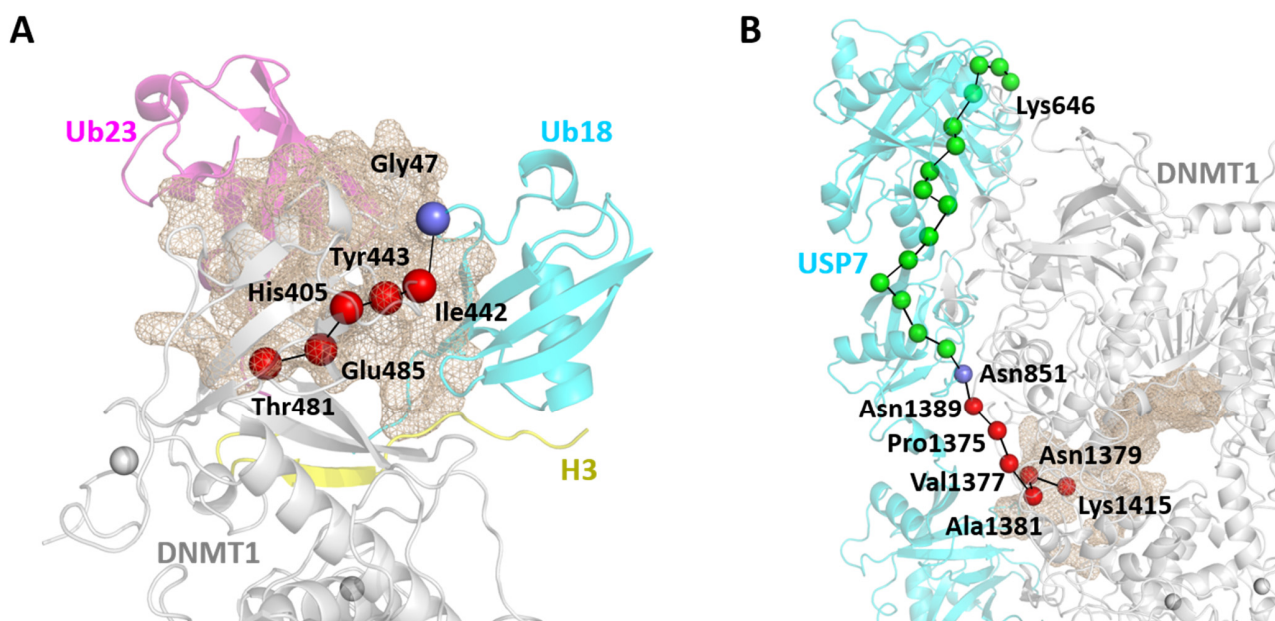 A
Ub23
Gly47
Ub18
Tyr443
His405
Ile442
Glu485
Thr481
H3
DNMT1
B
Lys646
DNMT1
USP7
Asn851
Asn1389
Pro1375
Asn1379
Val1377
Lys1415
Ala1381